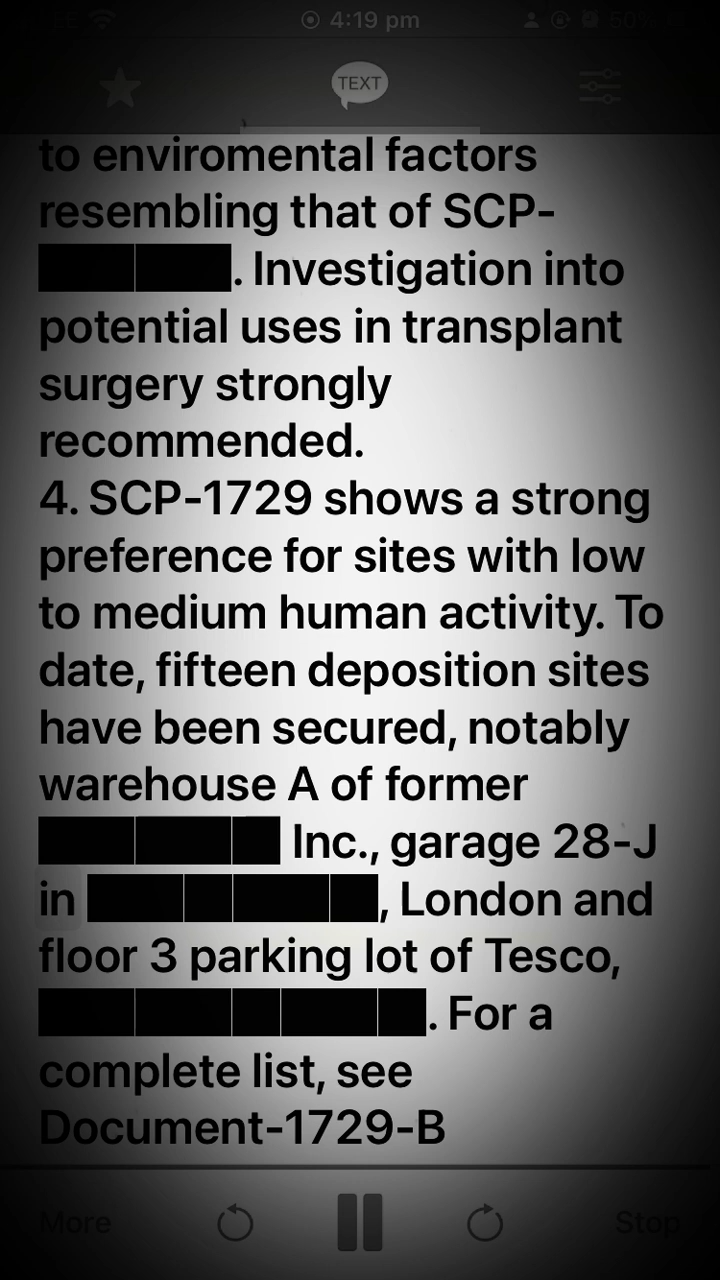 4:19 pm
50%
TEXT
to enviromental factors
resembling that of SCP-
████. Investigation into
potential uses in transplant
surgery strongly
recommended.
4. SCP-1729 shows a strong
preference for sites with low
to medium human activity. To
date, fifteen deposition sites
have been secured, notably
warehouse A of former
█████ Inc., garage 28-J
in ██████, London and
floor 3 parking lot of Tesco,
████████. For a
complete list, see
Document-1729-B
More
Stop